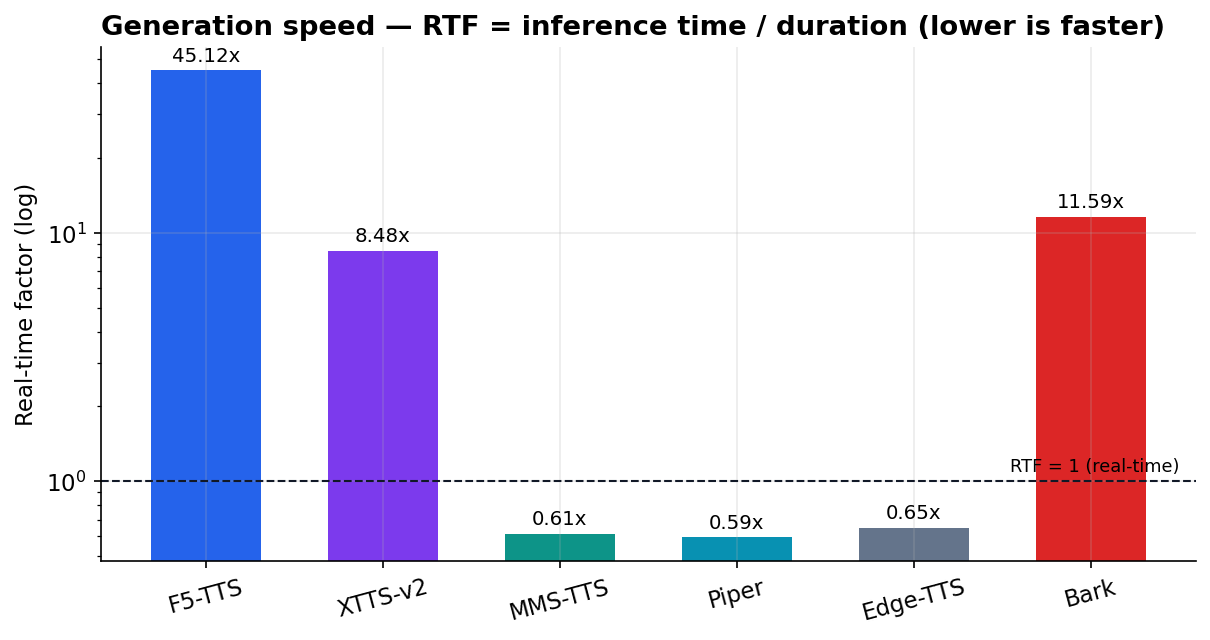 Generation speed — RTF = inference time / duration (lower is faster)
45.12x
8.48x
0.61x
0.59x
0.65x
11.59x
Real-time factor (log)
10¹
10⁰
RTF = 1 (real-time)
F5-TTS
XTTS-v2
MMS-TTS
Piper
Edge-TTS
Bark